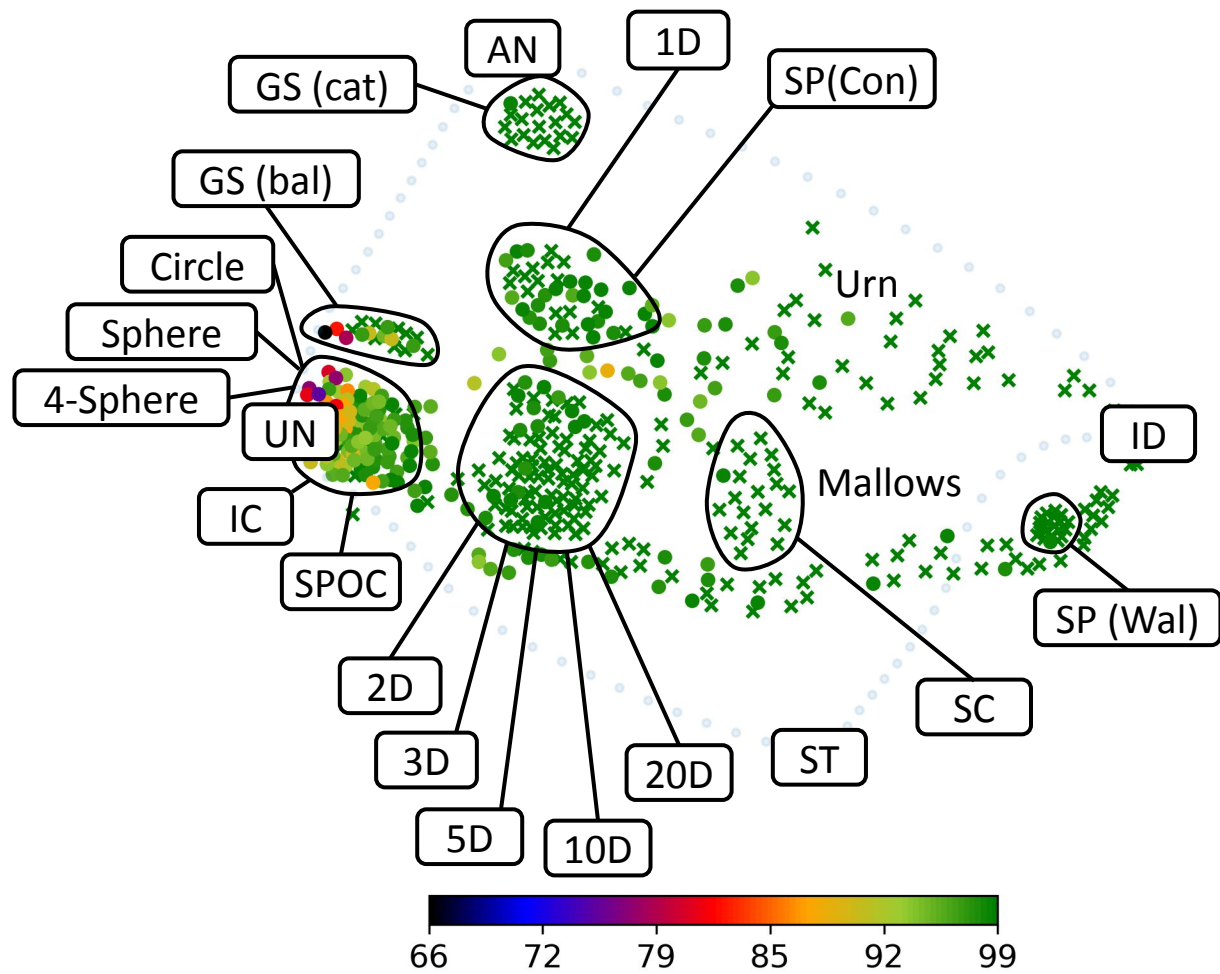 AN
1D
GS (cat)
SP(Con)
GS (bal)
Circle
Urn
Sphere
4-Sphere
UN
ID
Mallows
IC
SPOC
SP (Wal)
2D
SC
3D
20D
ST
5D
10D
66 72 79 85 92 99